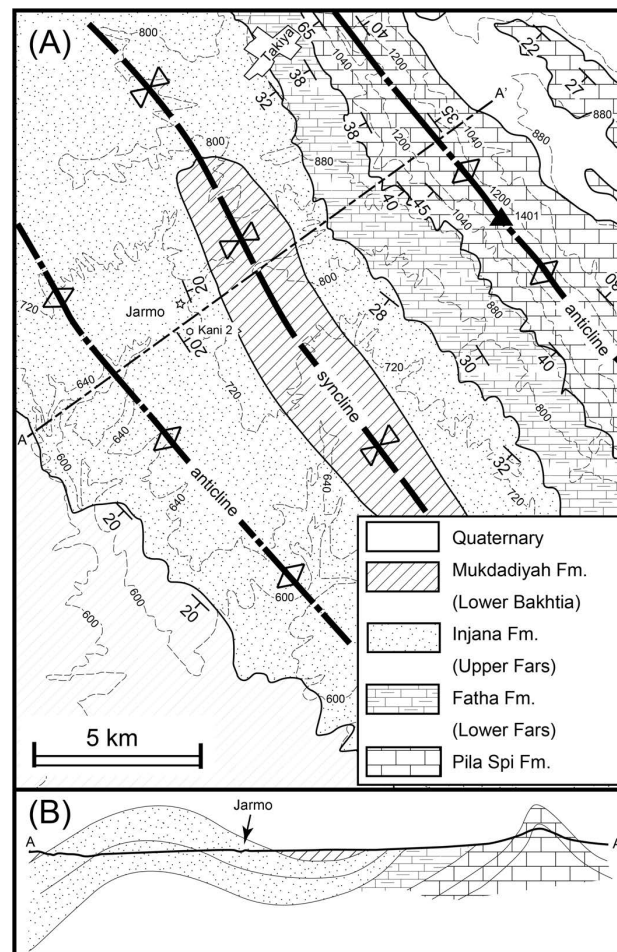 (A)
800
Takiya
65
40
1200
22
1040
38
27
32
38
35
A'
880
1200
1040
880
800
880
40
45
1040
1200
1401
20
Jarmo
Kani 2
20
800
28
880
80
720
720
720
anticline
640
A
640
syncline
30
40
800
600
640
anticline
640
32
720
20
600
600
20
600
600
5 km
Quaternary
Mukdadiyah Fm.
(Lower Bakhtia)
Injana Fm.
(Upper Fars)
Fatha Fm.
(Lower Fars)
Pila Spi Fm.
(B)
Jarmo
A
A